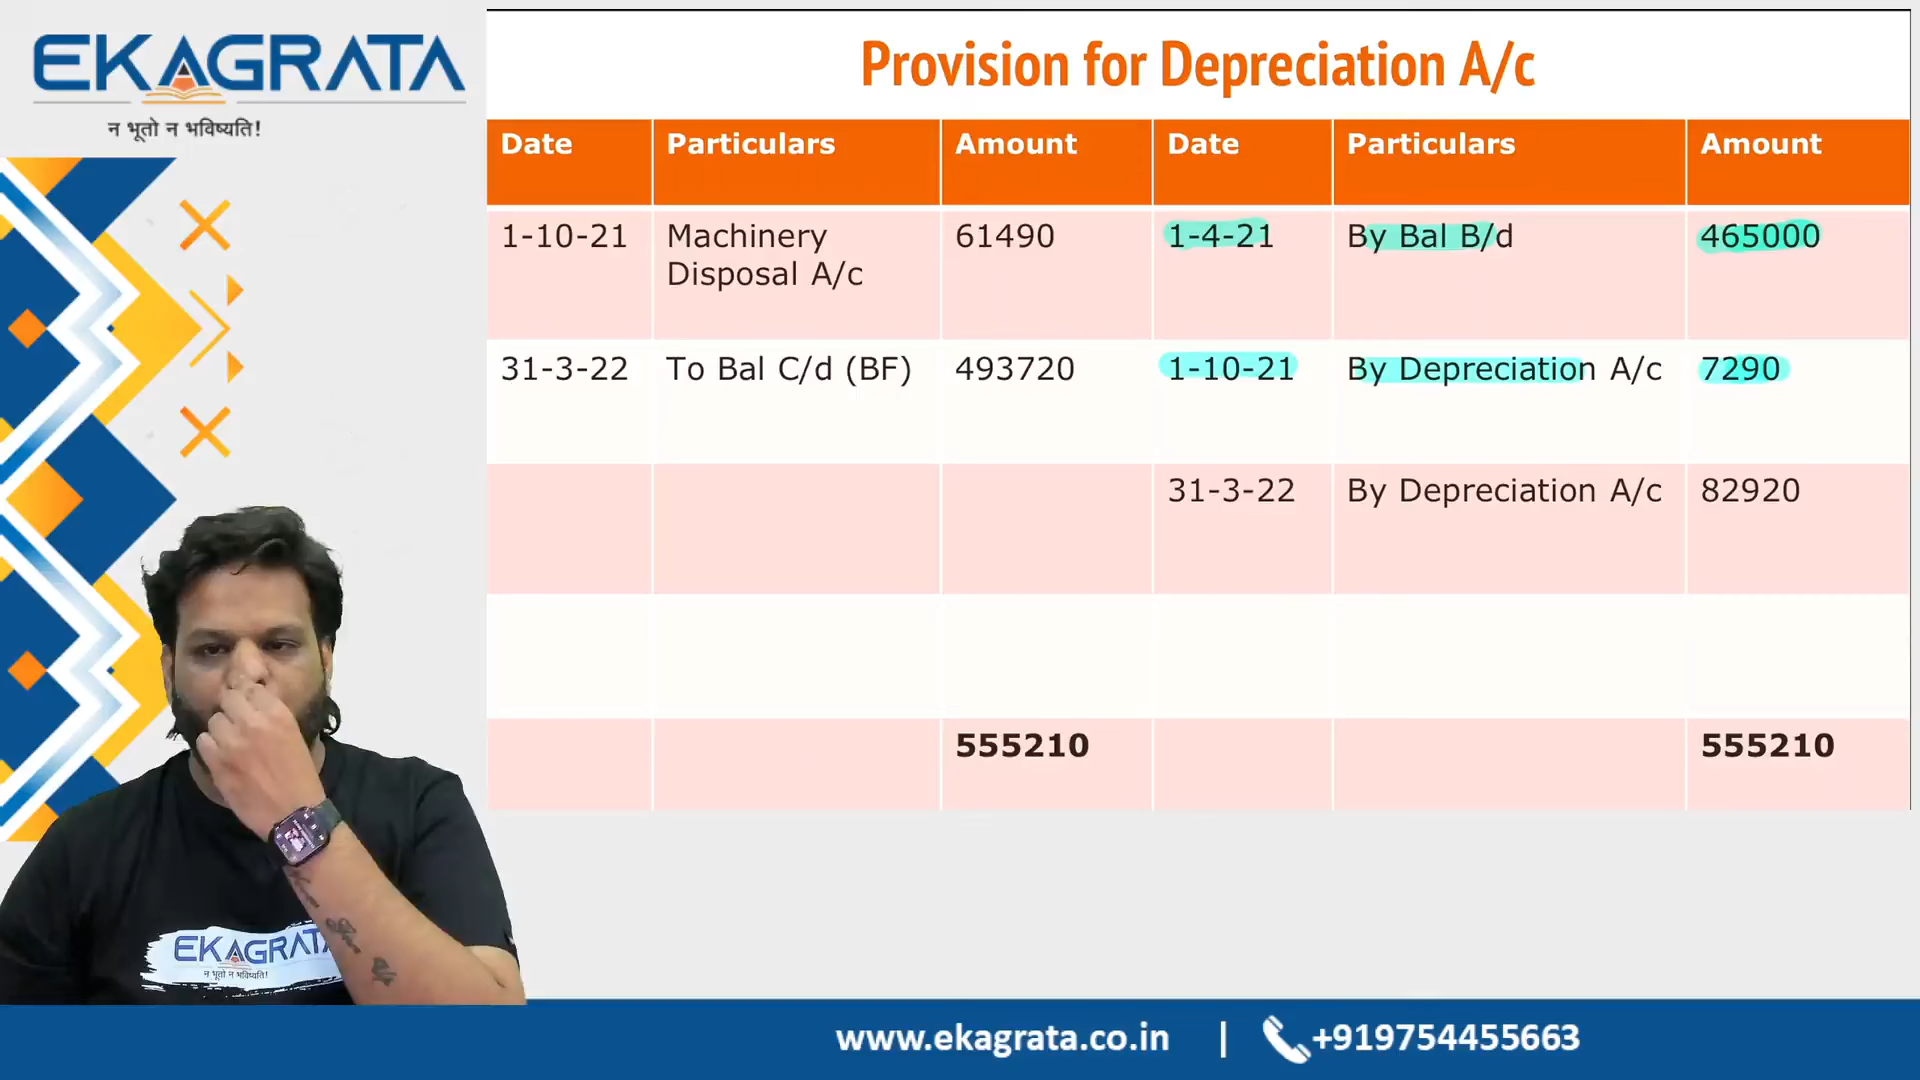 EKAGRATA
न भूतो न भविष्यति!
Provision for Depreciation A/c
Date Particulars Amount Date Particulars Amount
1-10-21 Machinery Disposal A/c 61490 1-4-21 By Bal B/d 465000
31-3-22 To Bal C/d (BF) 493720 1-10-21 By Depreciation A/c 7290
31-3-22 By Depreciation A/c 82920
555210 555210
EKAGRATA
न भूतो न भविष्यति!
www.ekagrata.co.in | +919754455663